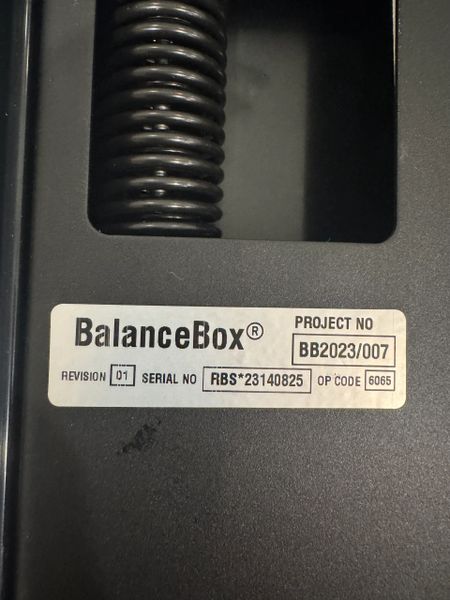 BalanceBox®
PROJECT NO
BB2023/007
REVISION 01 SERIAL NO RBS*23140825 OP CODE 6065